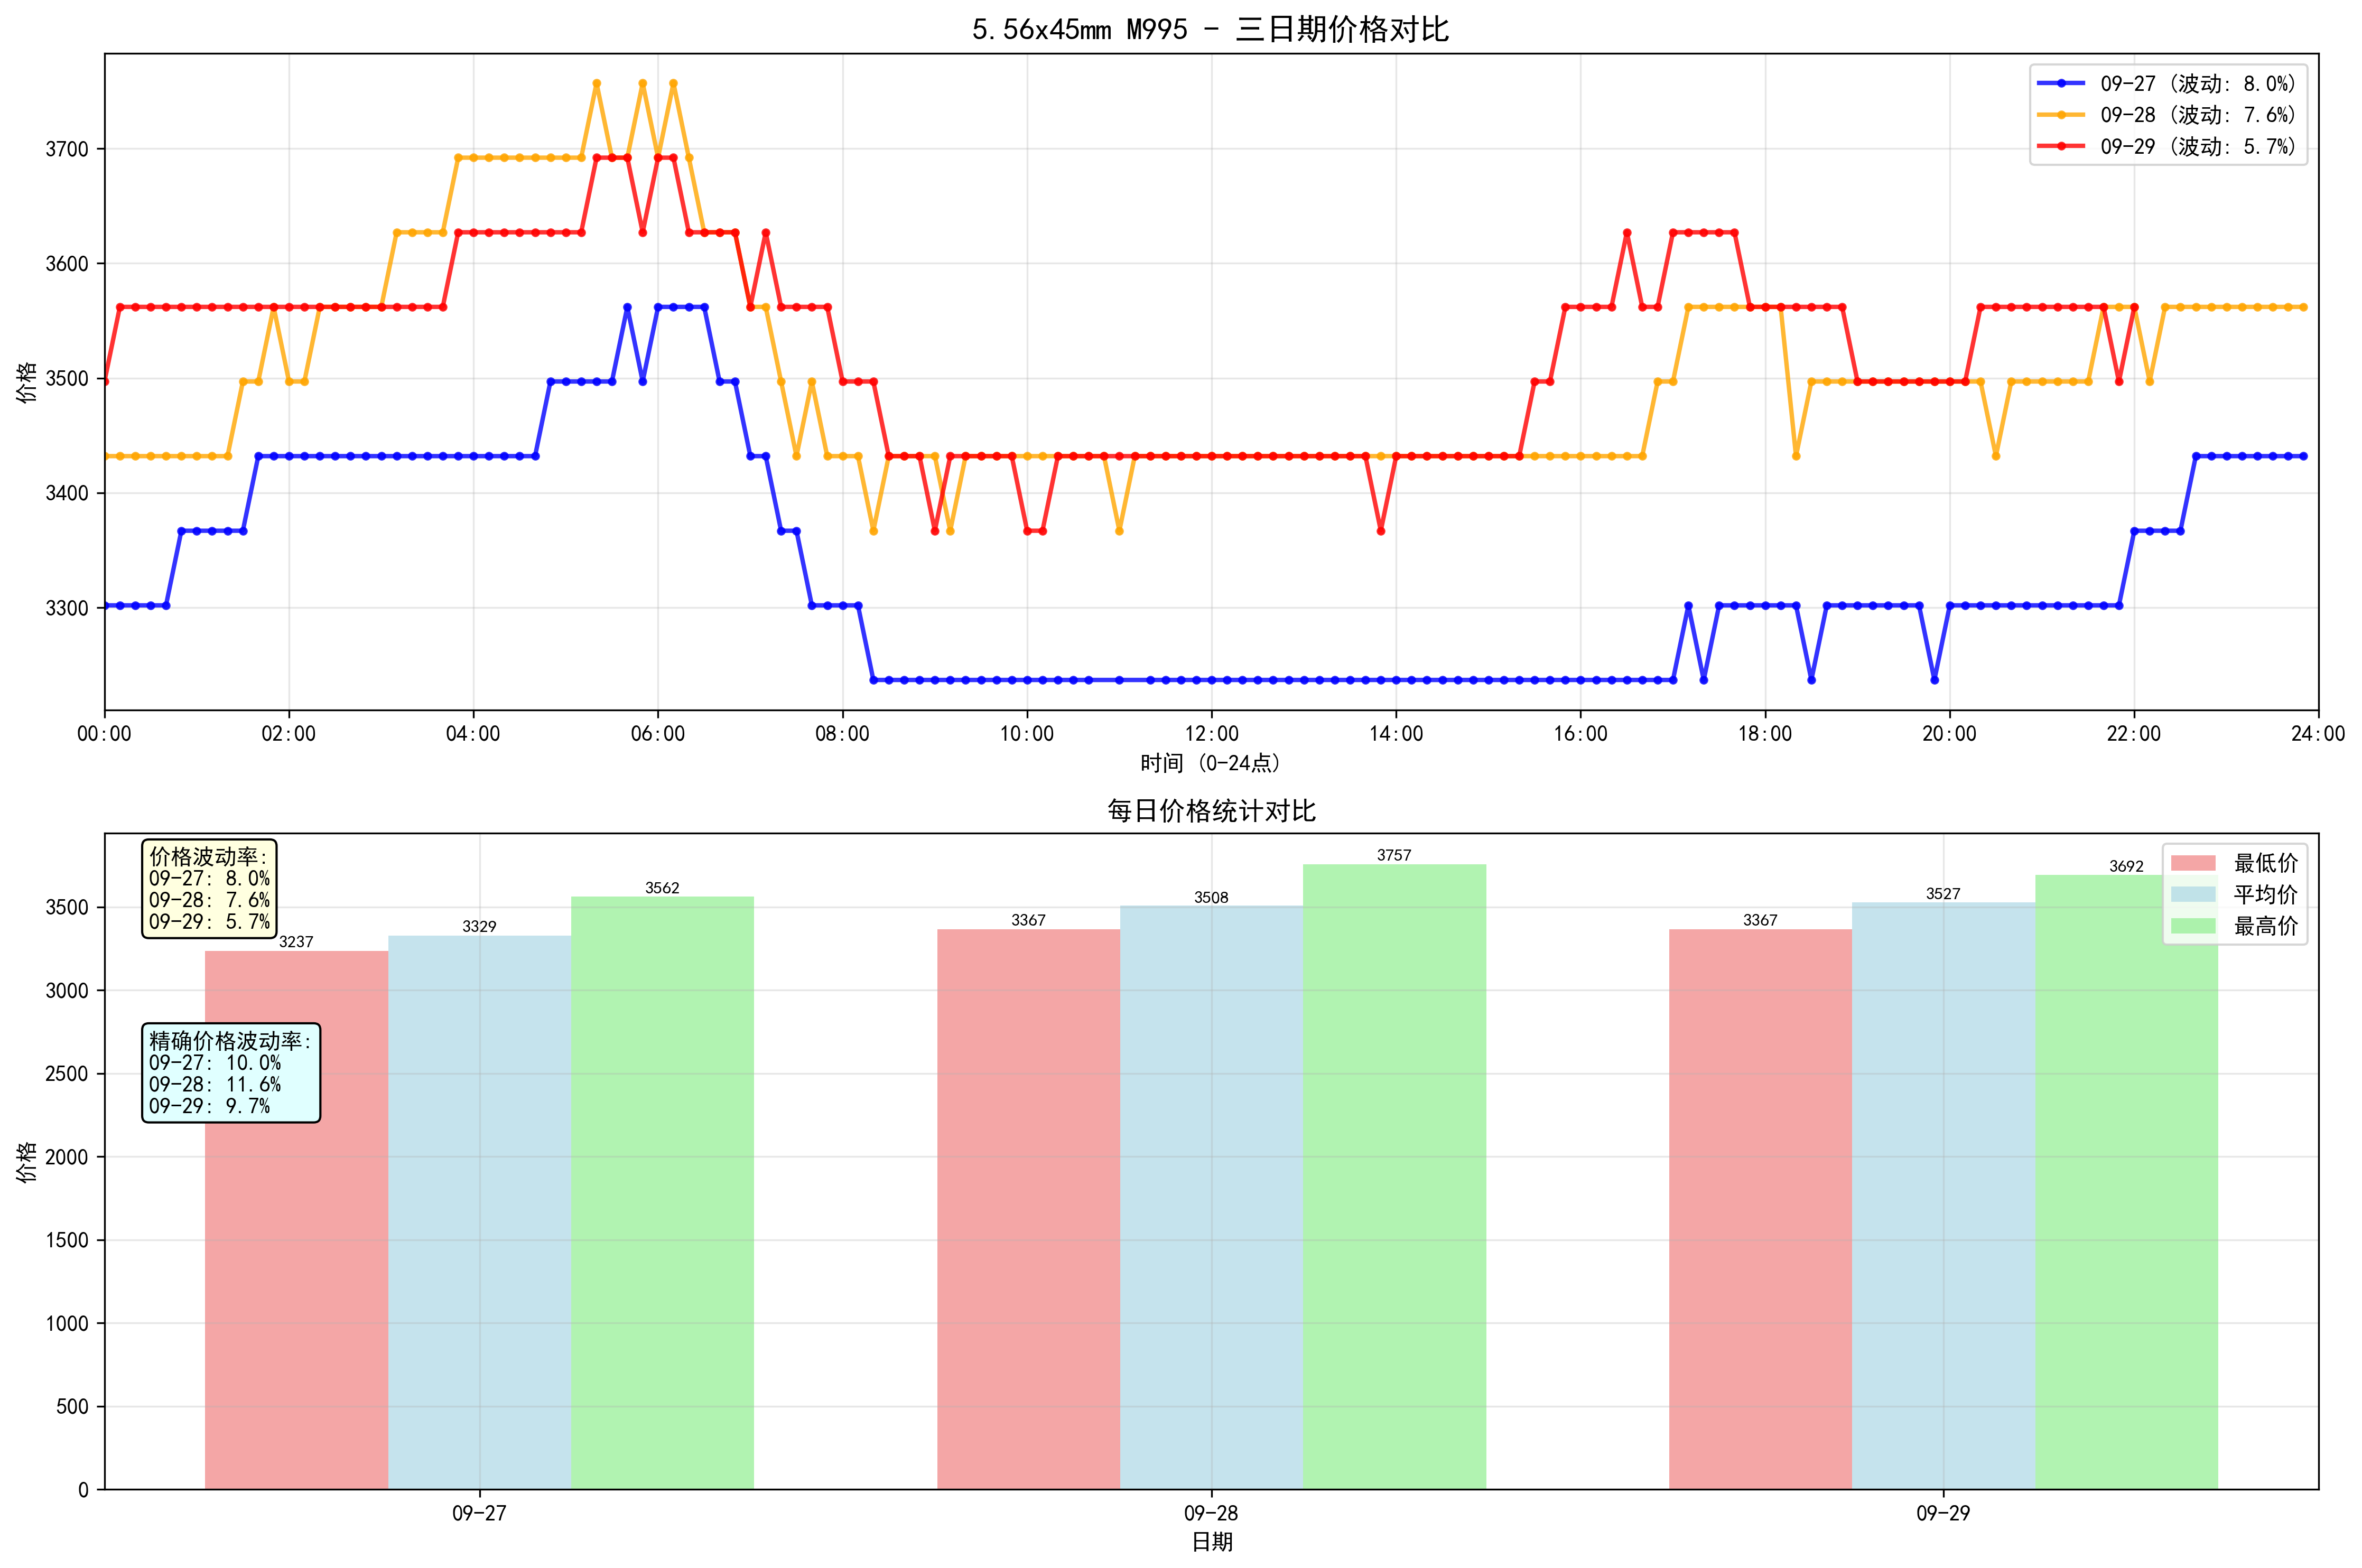 5.56x45mm M995 - 三日期价格对比
09-27 (波动: 8.0%)
09-28 (波动: 7.6%)
09-29 (波动: 5.7%)
3700
3600
3500
3400
3300
价格
00:00 02:00 04:00 06:00 08:00 10:00 12:00 14:00 16:00 18:00 20:00 22:00 24:00
时间 (0-24点)
每日价格统计对比
价格波动率:
09-27: 8.0%
09-28: 7.6%
09-29: 5.7%
精确价格波动率:
09-27: 10.0%
09-28: 11.6%
09-29: 9.7%
最低价
平均价
最高价
3237 3329 3562 3367 3508 3757 3367 3527 3692
3500
3000
2500
2000
1500
1000
500
0
价格
09-27 09-28 09-29
日期